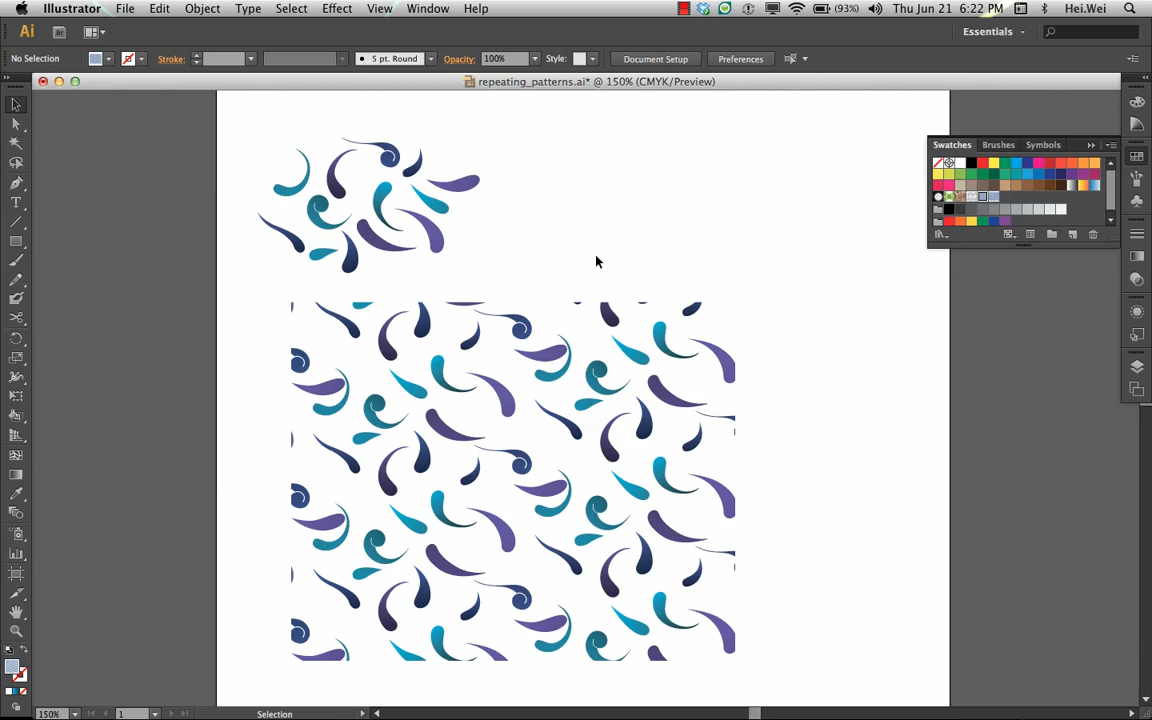 Illustrator File Edit Object Type Select Effect View Window Help (93%) Thu Jun 21 6:22 PM Hei.Wei
Ai Br Essentials
No Selection Stroke: 5 pt. Round Opacity: 100% Style: Document Setup Preferences
repeating_patterns.ai* @ 150% (CMYK/Preview)
Swatches Brushes Symbols
150% 1 Selection